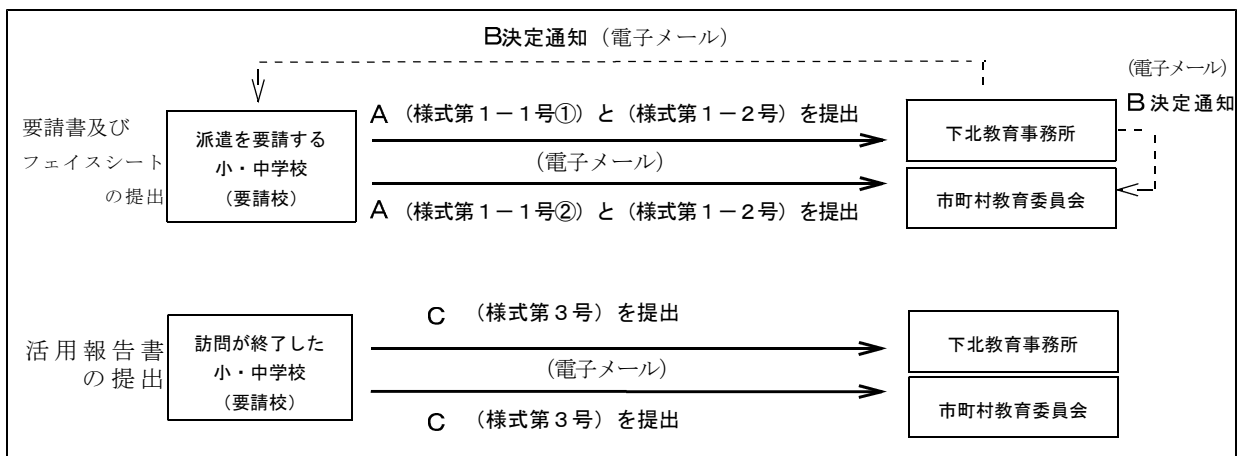 B決定通知（電子メール）
（電子メール）
B 決定通知
要請書及び
フェイスシート
の提出
派遣を要請する
小・中学校
（要請校）
A （様式第１－１号①）と（様式第１－２号）を提出
（電子メール）
A （様式第１－１号②）と（様式第１－２号）を提出
下北教育事務所
市町村教育委員会
活用報告書
の提出
訪問が終了した
小・中学校
（要請校）
C （様式第３号）を提出
（電子メール）
C （様式第３号）を提出
下北教育事務所
市町村教育委員会